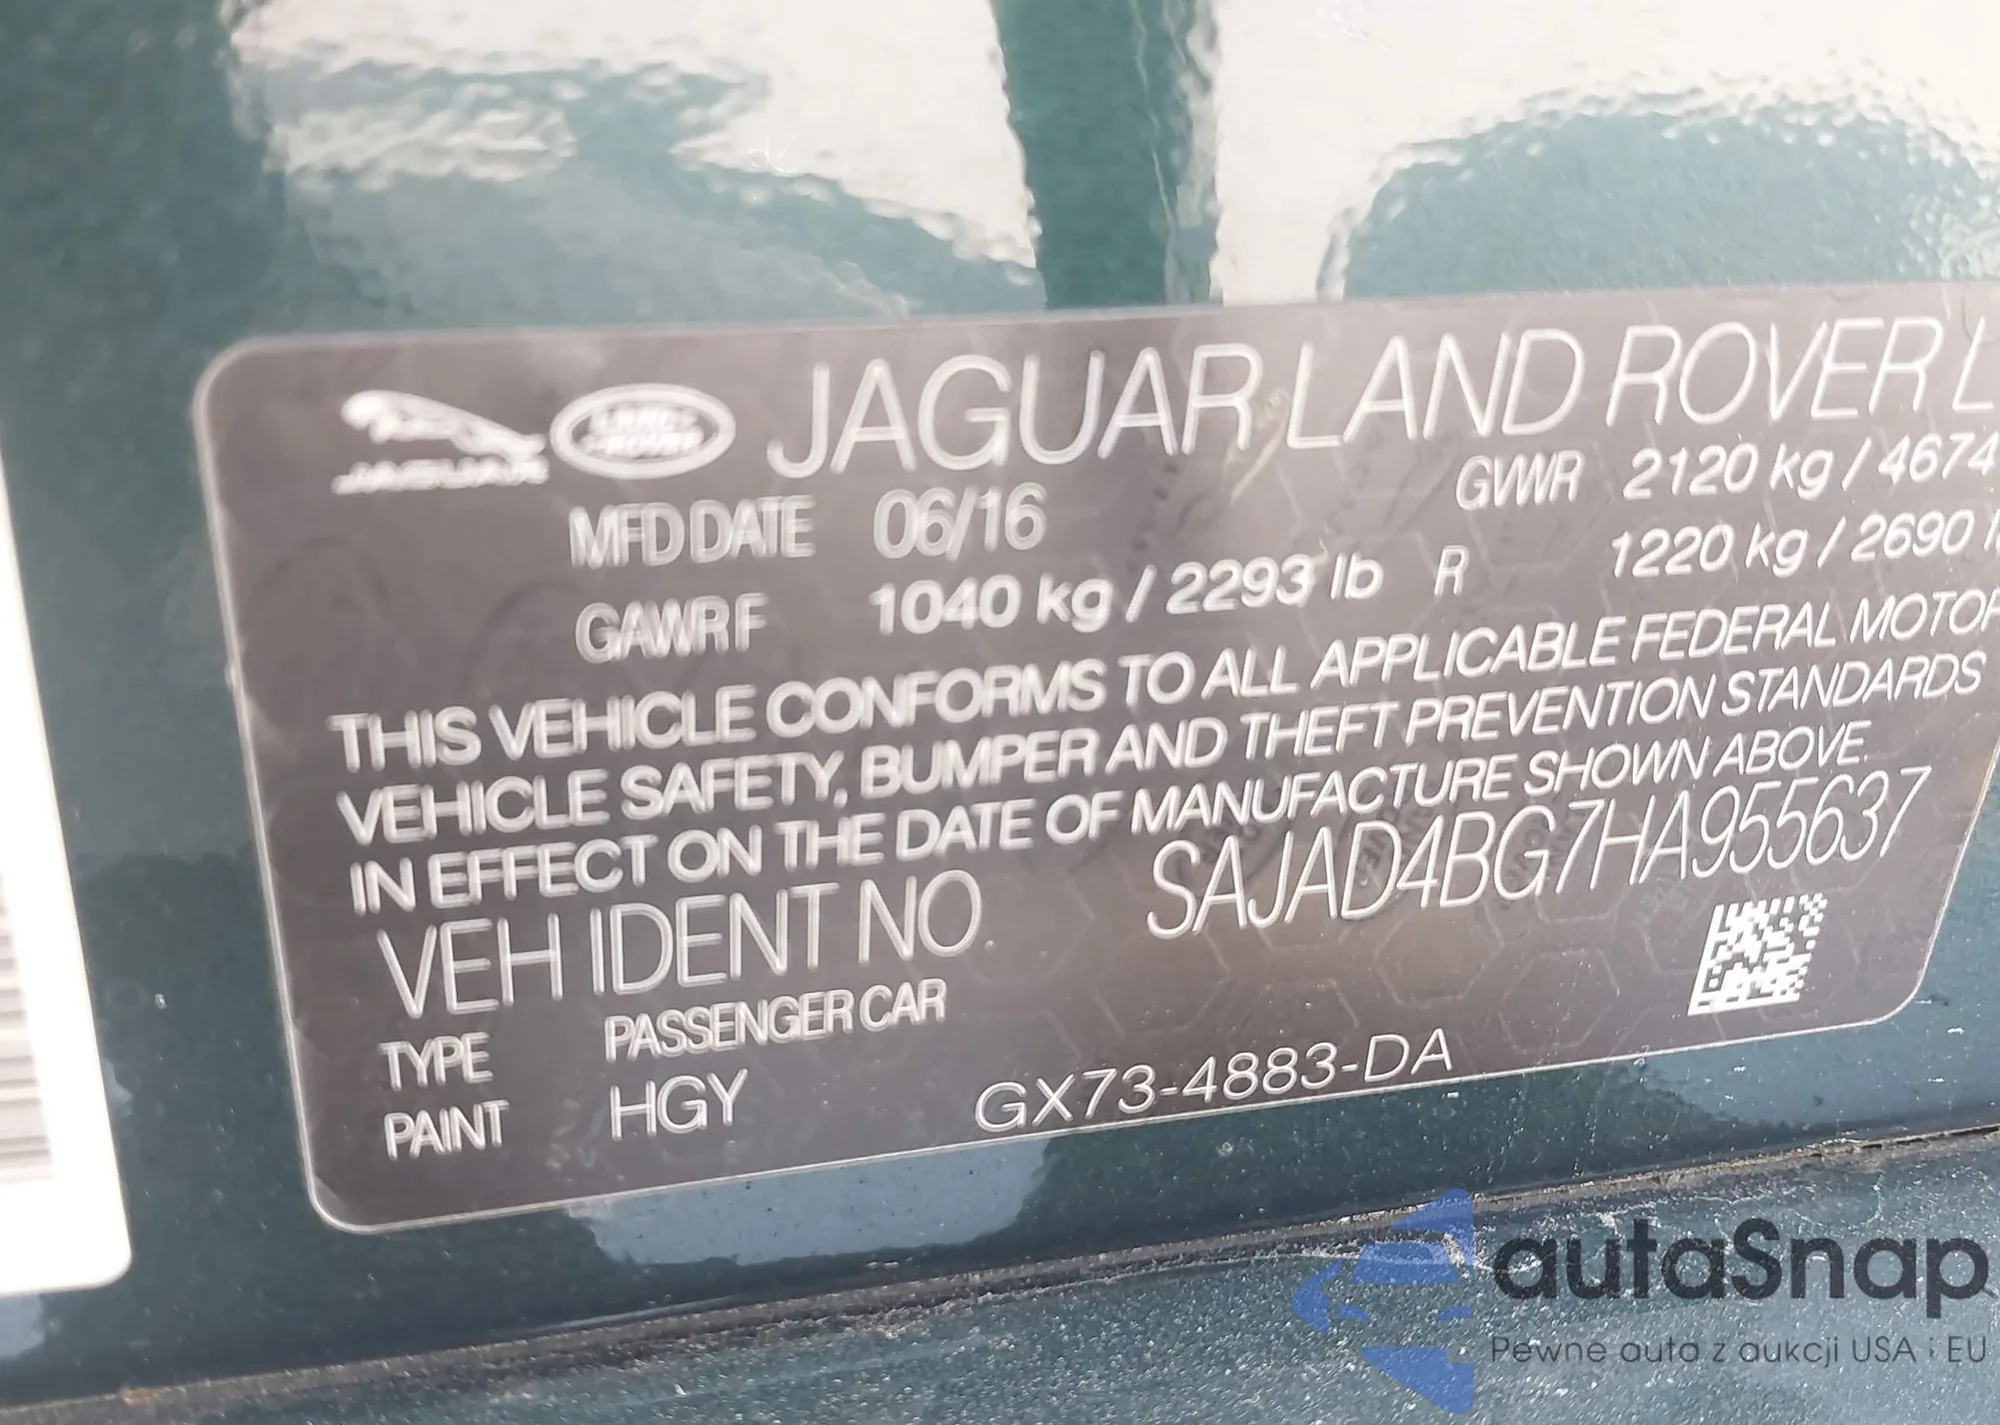 JAGUAR
LAND ROVER
JAGUAR LAND ROVER L
MFD DATE 06/16 GVWR 2120 kg / 4674
GAWR F 1040 kg / 2293 lb R 1220 kg / 2690 l
THIS VEHICLE CONFORMS TO ALL APPLICABLE FEDERAL MOTOR
VEHICLE SAFETY, BUMPER AND THEFT PREVENTION STANDARDS
IN EFFECT ON THE DATE OF MANUFACTURE SHOWN ABOVE.
VEH IDENT NO. SAJAD4BG7HA955637
TYPE PASSENGER CAR
PAINT HGY GX73-4883-DA
autaSnap
Pewne auta z aukcji USA i EU